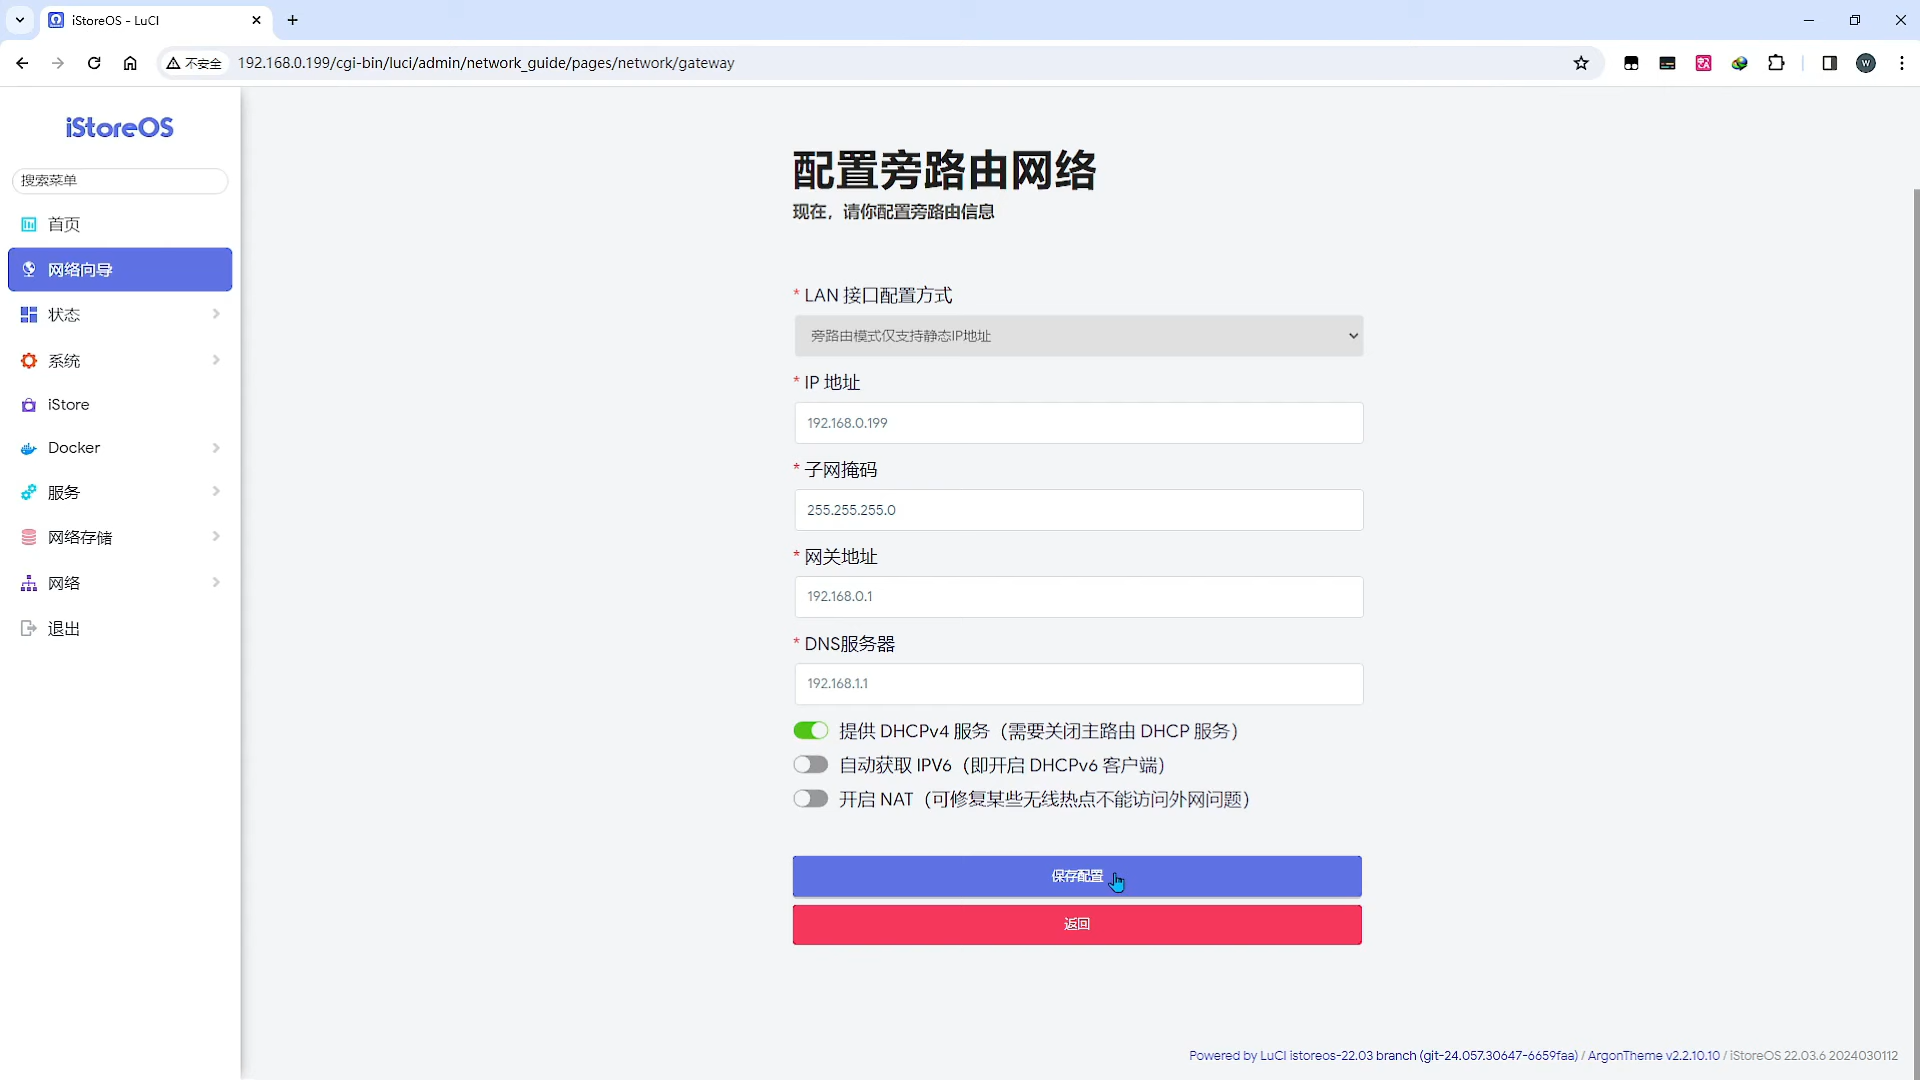 iStoreOS - LuCI
不安全
192.168.0.199/cgi-bin/luci/admin/network_guide/pages/network/gateway
W
iStoreOS
搜索菜单
首页
网络向导
状态
系统
iStore
Docker
服务
网络存储
网络
退出
配置旁路由网络
现在，请你配置旁路由信息
* LAN 接口配置方式
旁路由模式仅支持静态IP地址
* IP 地址
192.168.0.199
* 子网掩码
255.255.255.0
* 网关地址
192.168.0.1
* DNS服务器
192.168.1.1
提供 DHCPv4 服务（需要关闭主路由 DHCP 服务）
自动获取 IPV6（即开启 DHCPv6 客户端）
开启 NAT（可修复某些无线热点不能访问外网问题）
保存配置
返回
Powered by LuCI istoreos-22.03 branch (git-24.057.30647-6659faa) / ArgonTheme v2.2.10.10 / iStoreOS 22.03.6 2024030112